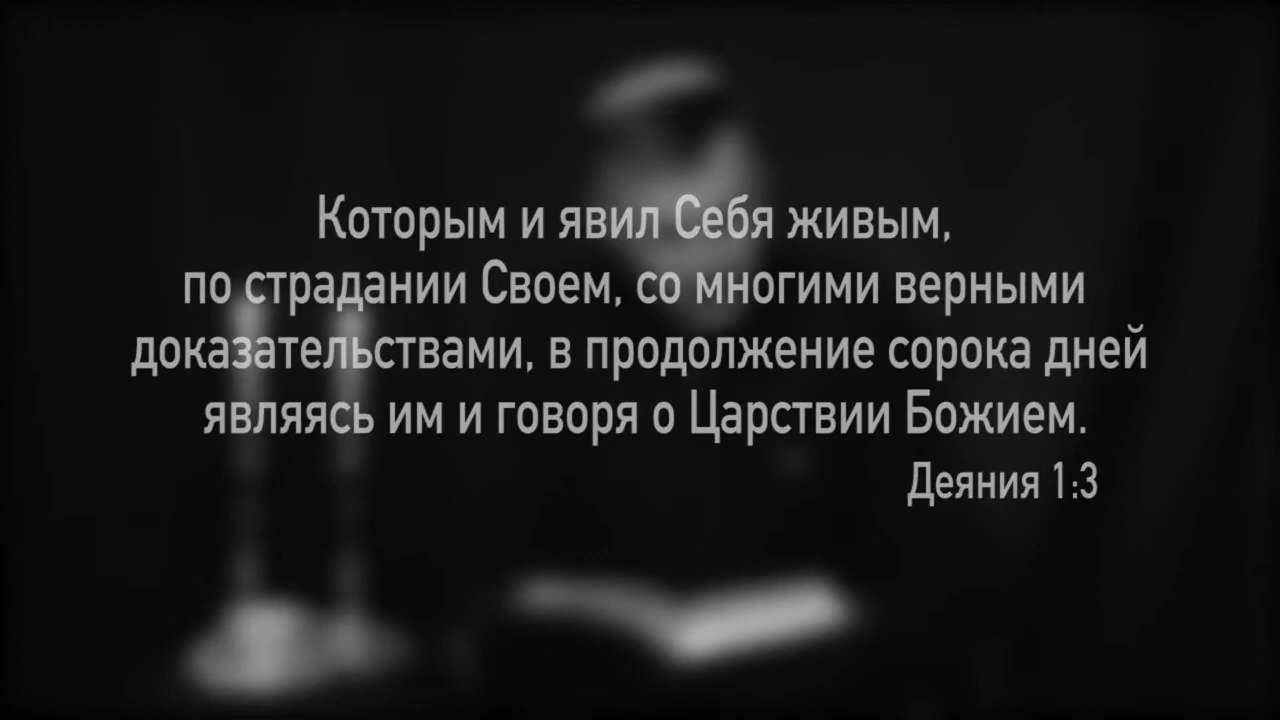 Которым и явил Себя живым,
по страдании Своем, со многими верными
доказательствами, в продолжение сорока дней
являясь им и говоря о Царствии Божием.
Деяния 1:3